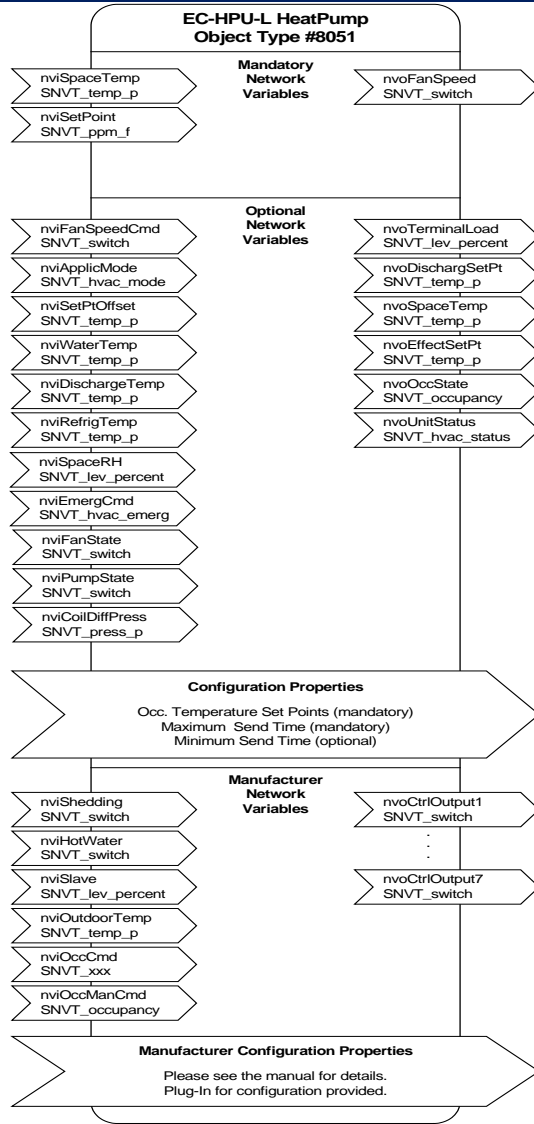 EC-HPU-L HeatPump
Object Type #8051
Mandatory
Network
Variables
nviSpaceTemp
SNVT_temp_p
nviSetPoint
SNVT_ppm_f
nvoFanSpeed
SNVT_switch
Optional
Network
Variables
nviFanSpeedCmd
SNVT_switch
nviApplicMode
SNVT_hvac_mode
nviSetPtOffset
SNVT_temp_p
nviWaterTemp
SNVT_temp_p
nviDischargeTemp
SNVT_temp_p
nviRefrigTemp
SNVT_temp_p
nviSpaceRH
SNVT_lev_percent
nviEmergCmd
SNVT_hvac_emerg
nviFanState
SNVT_switch
nviPumpState
SNVT_switch
nviCoilDiffPress
SNVT_press_p
nvoTerminalLoad
SNVT_lev_percent
nvoDischargSetPt
SNVT_temp_p
nvoSpaceTemp
SNVT_temp_p
nvoEffectSetPt
SNVT_temp_p
nvoOccState
SNVT_occupancy
nvoUnitStatus
SNVT_hvac_status
Configuration Properties
Occ. Temperature Set Points (mandatory)
Maximum Send Time (mandatory)
Minimum Send Time (optional)
Manufacturer
Network
Variables
nviShedding
SNVT_switch
nviHotWater
SNVT_switch
nviSlave
SNVT_lev_percent
nviOutdoorTemp
SNVT_temp_p
nviOccCmd
SNVT_xxx
nviOccManCmd
SNVT_occupancy
nvoCtrlOutput1
SNVT_switch
.
.
.
nvoCtrlOutput7
SNVT_switch
Manufacturer Configuration Properties
Please see the manual for details.
Plug-In for configuration provided.